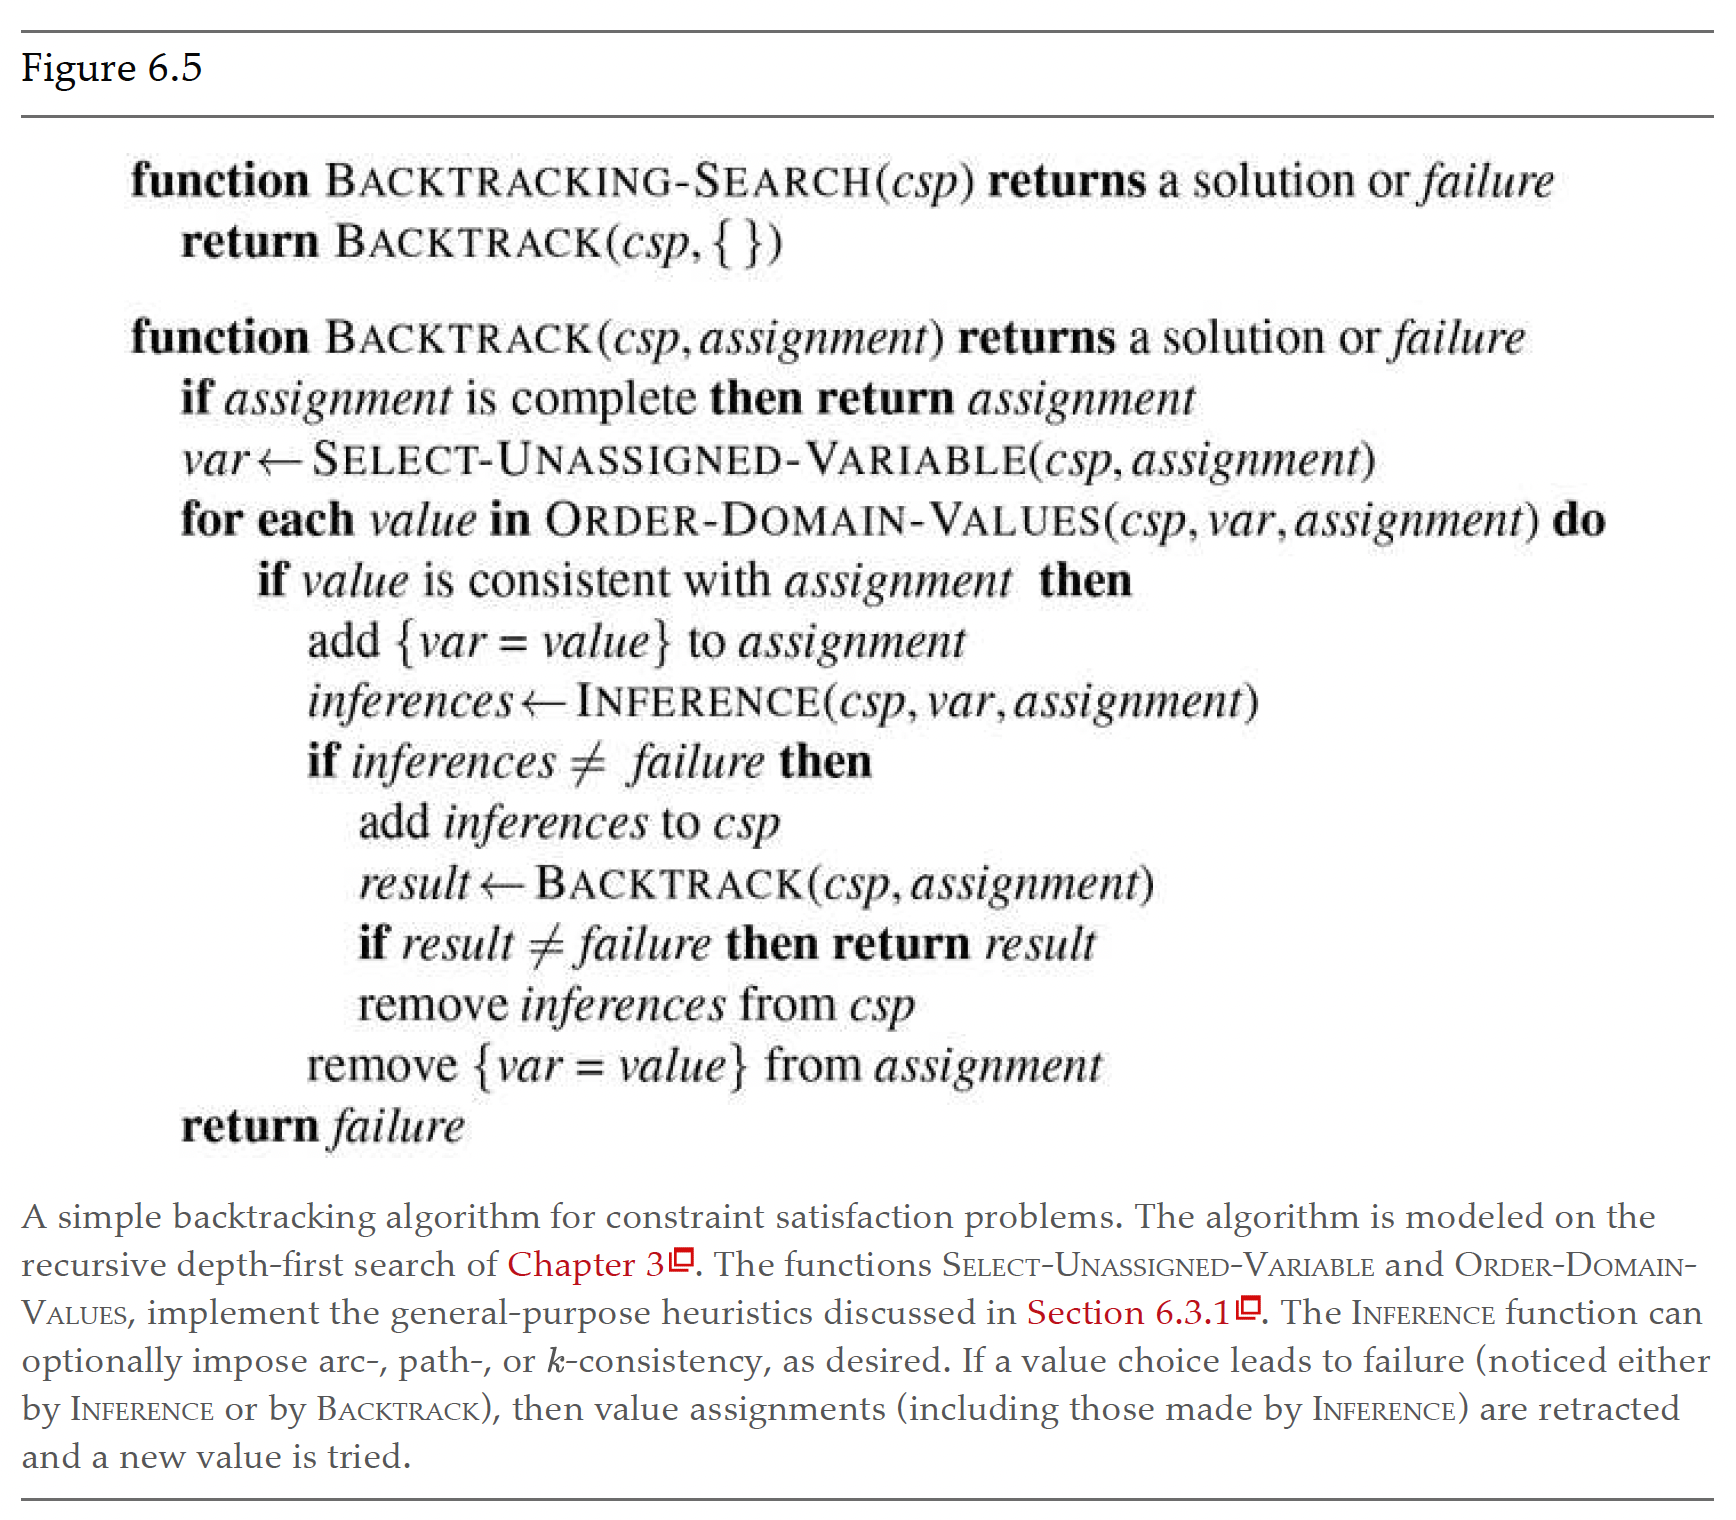 Figure 6.5
function BACKTRACKING-SEARCH(csp) returns a solution or failure
return BACKTRACK(csp, { })
function BACKTRACK(csp, assignment) returns a solution or failure
if assignment is complete then return assignment
var ← SELECT-UNASSIGNED-VARIABLE(csp, assignment)
for each value in ORDER-DOMAIN-VALUES(csp, var, assignment) do
if value is consistent with assignment then
add {var = value} to assignment
inferences ← INFERENCE(csp, var, assignment)
if inferences ≠ failure then
add inferences to csp
result ← BACKTRACK(csp, assignment)
if result ≠ failure then return result
remove inferences from csp
remove {var = value} from assignment
return failure
A simple backtracking algorithm for constraint satisfaction problems. The algorithm is modeled on the
recursive depth-first search of Chapter 3. The functions SELECT-UNASSIGNED-VARIABLE and ORDER-DOMAIN-
VALUES, implement the general-purpose heuristics discussed in Section 6.3.1. The INFERENCE function can
optionally impose arc-, path-, or k-consistency, as desired. If a value choice leads to failure (noticed either
by INFERENCE or by BACKTRACK), then value assignments (including those made by INFERENCE) are retracted
and a new value is tried.